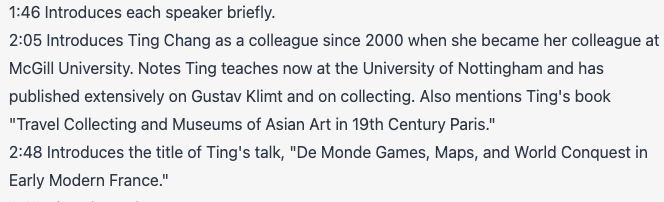 1:46 Introduces each speaker briefly.
2:05 Introduces Ting Chang as a colleague since 2000 when she became her colleague at
McGill University. Notes Ting teaches now at the University of Nottingham and has
published extensively on Gustav Klimt and on collecting. Also mentions Ting's book
"Travel Collecting and Museums of Asian Art in 19th Century Paris."
2:48 Introduces the title of Ting's talk, "De Monde Games, Maps, and World Conquest in
Early Modern France."